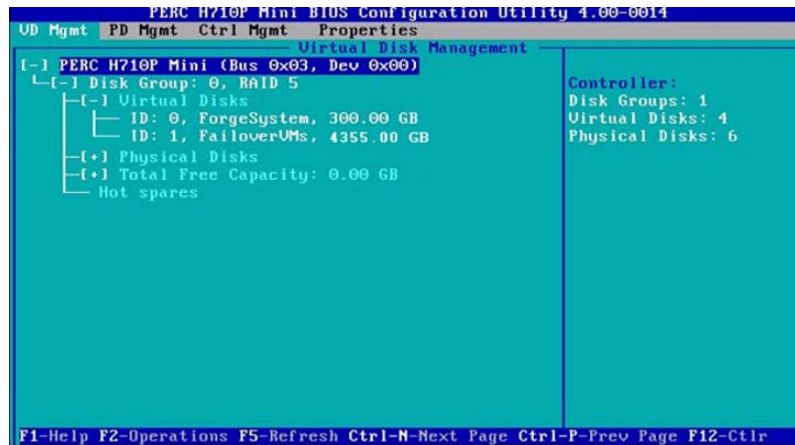 PERC H710P Mini BIOS Configuration Utility 4.00-0014
VD Mgmt PD Mgmt Ctrl Mgmt Properties
Virtual Disk Management
[-] PERC H710P Mini (Bus 0x03, Dev 0x00)
[-] Disk Group: 0, RAID 5
[-] Virtual Disks
ID: 0, ForgeSystem, 300.00 GB
ID: 1, FailoverVMs, 4355.00 GB
[+] Physical Disks
[+] Total Free Capacity: 0.00 GB
Hot spares
Controller:
Disk Groups: 1
Virtual Disks: 4
Physical Disks: 6
F1-Help F2-Operations F5-Refresh Ctrl-N-Next Page Ctrl-P-Prev Page F12-Ctlr